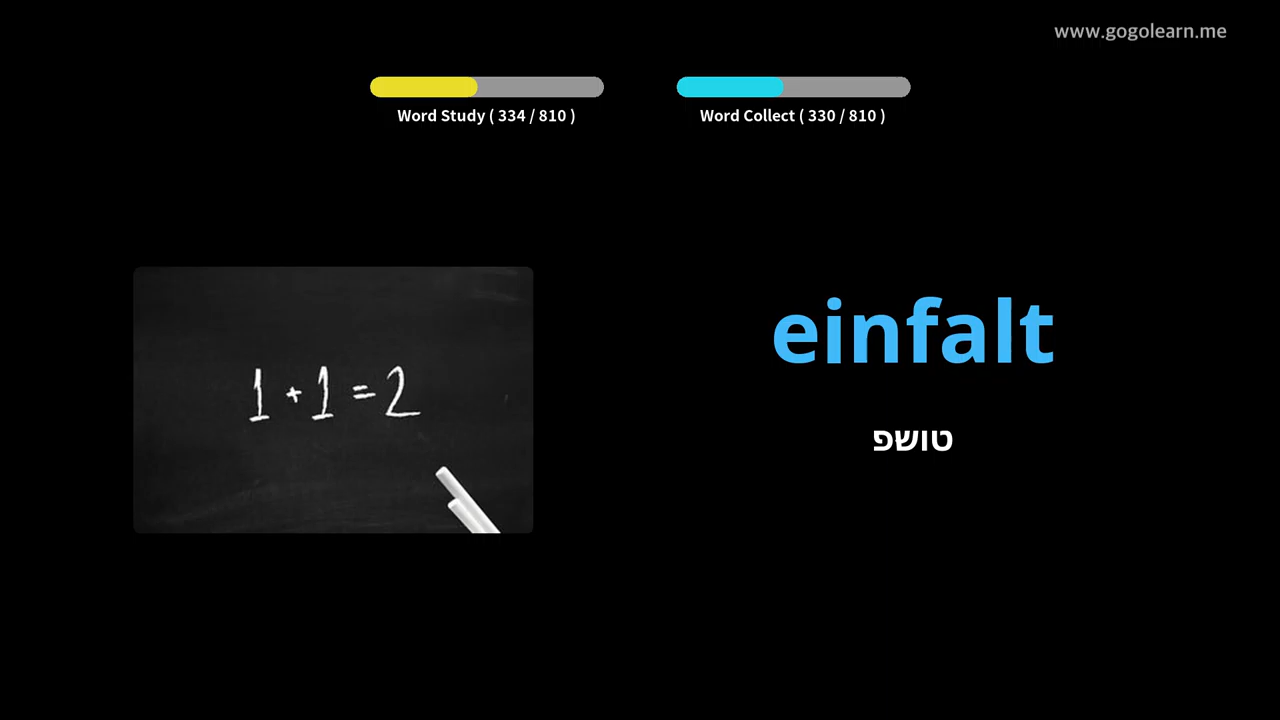 www.gogolearn.me
Word Study ( 334 / 810 )
Word Collect ( 330 / 810 )
1 + 1 = 2
einfalt
טושפ